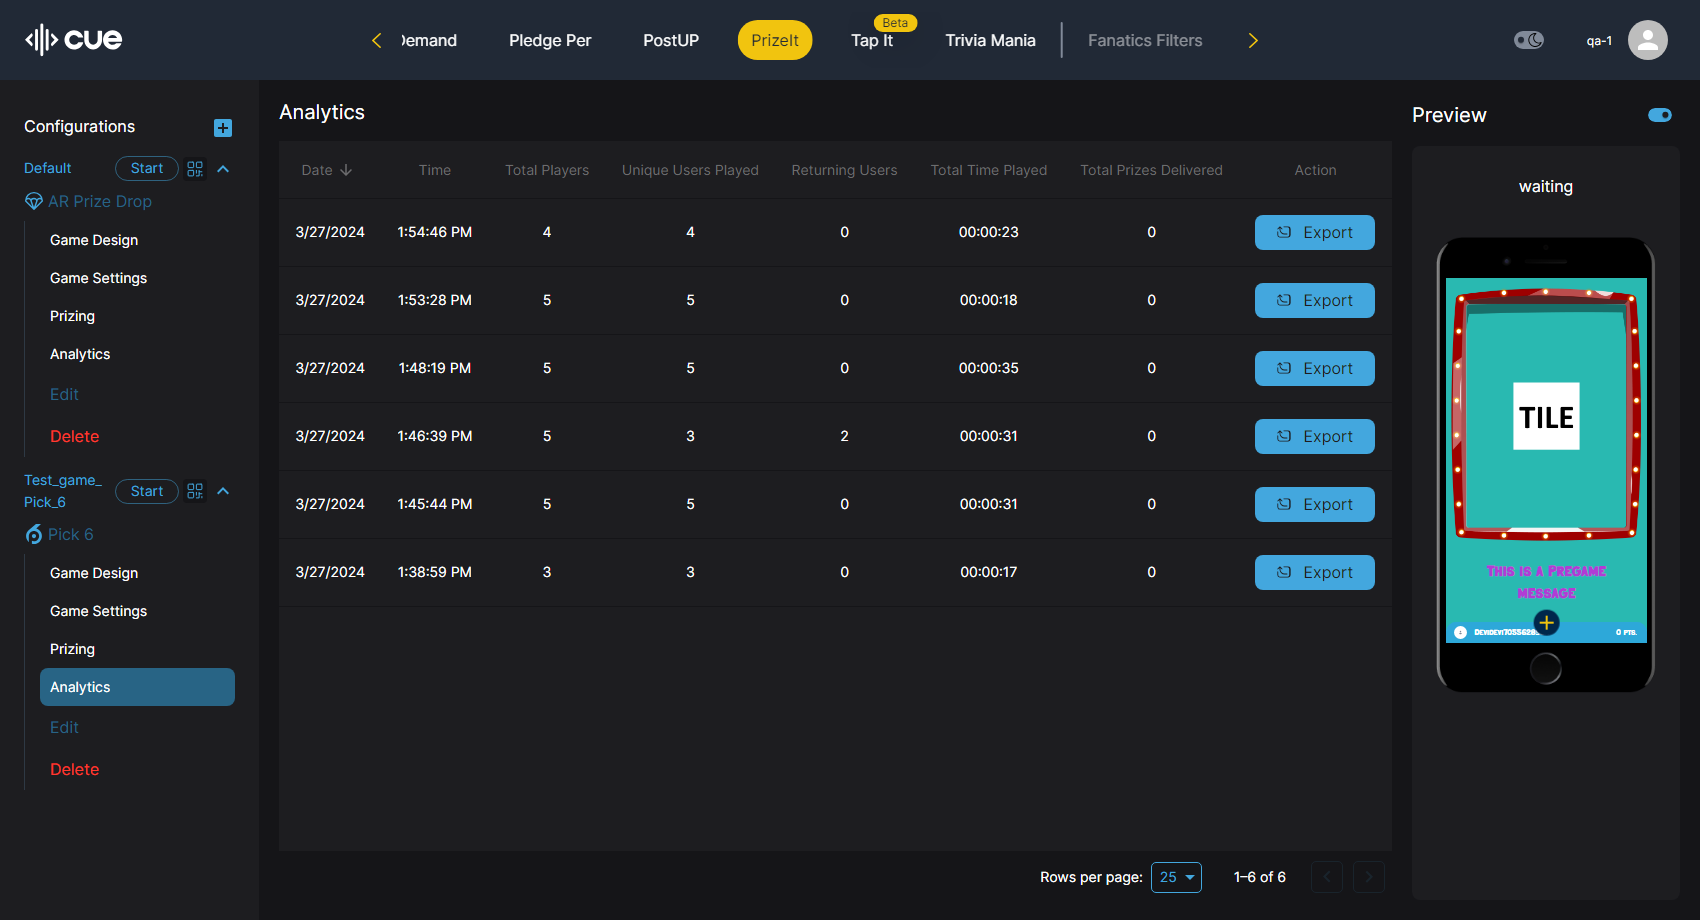 cue
Demand
Pledge Per
PostUP
PrizeIt
Beta
Tap It
Trivia Mania
Fanatics Filters
qa-1
Configurations
Default
Start
AR Prize Drop
Game Design
Game Settings
Prizing
Analytics
Edit
Delete
Test_game_
Pick_6
Start
Pick 6
Game Design
Game Settings
Prizing
Analytics
Edit
Delete
Analytics
Date Time Total Players Unique Users Played Returning Users Total Time Played Total Prizes Delivered Action
3/27/2024 1:54:46 PM 4 4 0 00:00:23 0 Export
3/27/2024 1:53:28 PM 5 5 0 00:00:18 0 Export
3/27/2024 1:48:19 PM 5 5 0 00:00:35 0 Export
3/27/2024 1:46:39 PM 5 3 2 00:00:31 0 Export
3/27/2024 1:45:44 PM 5 5 0 00:00:31 0 Export
3/27/2024 1:38:59 PM 3 3 0 00:00:17 0 Export
Rows per page: 25 1–6 of 6
Preview
waiting
TILE
THIS IS A PREGAME
MESSAGE
0 PTS.